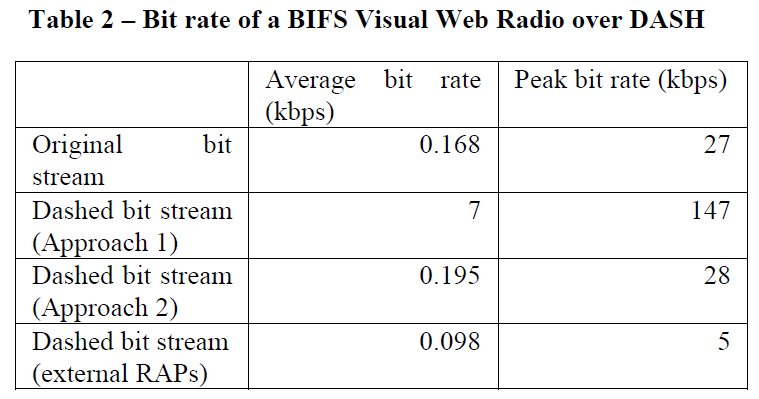 Table 2 – Bit rate of a BIFS Visual Web Radio over DASH
Average bit rate (kbps)
Peak bit rate (kbps)
Original bit stream
0.168
27
Dashed bit stream (Approach 1)
7
147
Dashed bit stream (Approach 2)
0.195
28
Dashed bit stream (external RAPs)
0.098
5